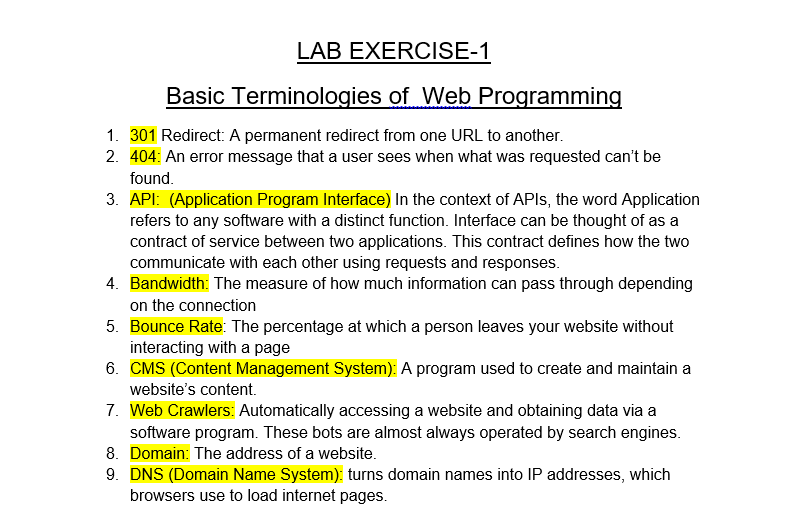 LAB EXERCISE-1
Basic Terminologies of  Web Programming
1. 301 Redirect: A permanent redirect from one URL to another.
2. 404: An error message that a user sees when what was requested can’t be
found.
3. API:  (Application Program Interface) In the context of APIs, the word Application
refers to any software with a distinct function. Interface can be thought of as a
contract of service between two applications. This contract defines how the two
communicate with each other using requests and responses.
4. Bandwidth: The measure of how much information can pass through depending
on the connection
5. Bounce Rate: The percentage at which a person leaves your website without
interacting with a page
6. CMS (Content Management System): A program used to create and maintain a
website’s content.
7. Web Crawlers: Automatically accessing a website and obtaining data via a
software program. These bots are almost always operated by search engines.
8. Domain: The address of a website.
9. DNS (Domain Name System): turns domain names into IP addresses, which
browsers use to load internet pages.